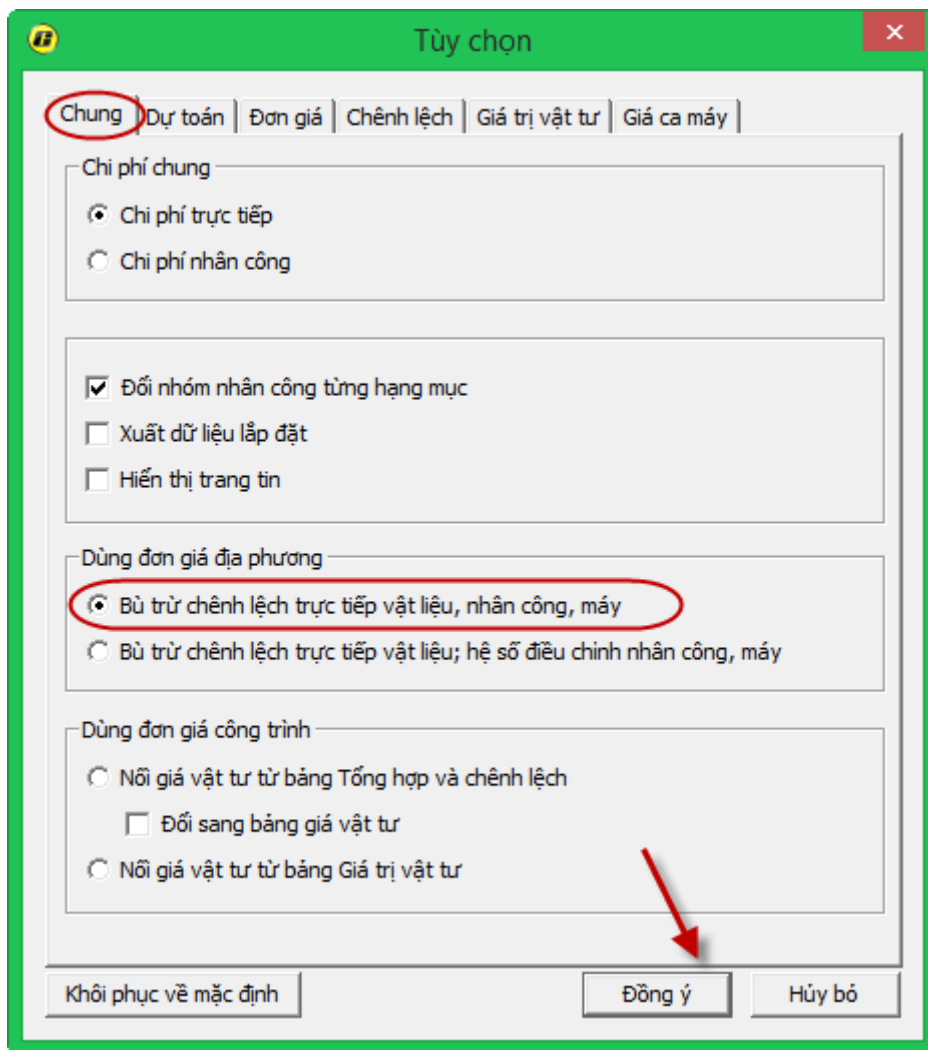 Tùy chọn
Chung Dự toán Đơn giá Chênh lệch Giá trị vật tư Giá ca máy
Chi phí chung
Chi phí trực tiếp
Chi phí nhân công
Đổi nhóm nhân công từng hạng mục
Xuất dữ liệu lắp đặt
Hiển thị trang tin
Dùng đơn giá địa phương
Bù trừ chênh lệch trực tiếp vật liệu, nhân công, máy
Bù trừ chênh lệch trực tiếp vật liệu; hệ số điều chỉnh nhân công, máy
Dùng đơn giá công trình
Nối giá vật tư từ bảng Tổng hợp và chênh lệch
Đổi sang bảng giá vật tư
Nối giá vật tư từ bảng Giá trị vật tư
Khôi phục về mặc định Đồng ý Hủy bỏ